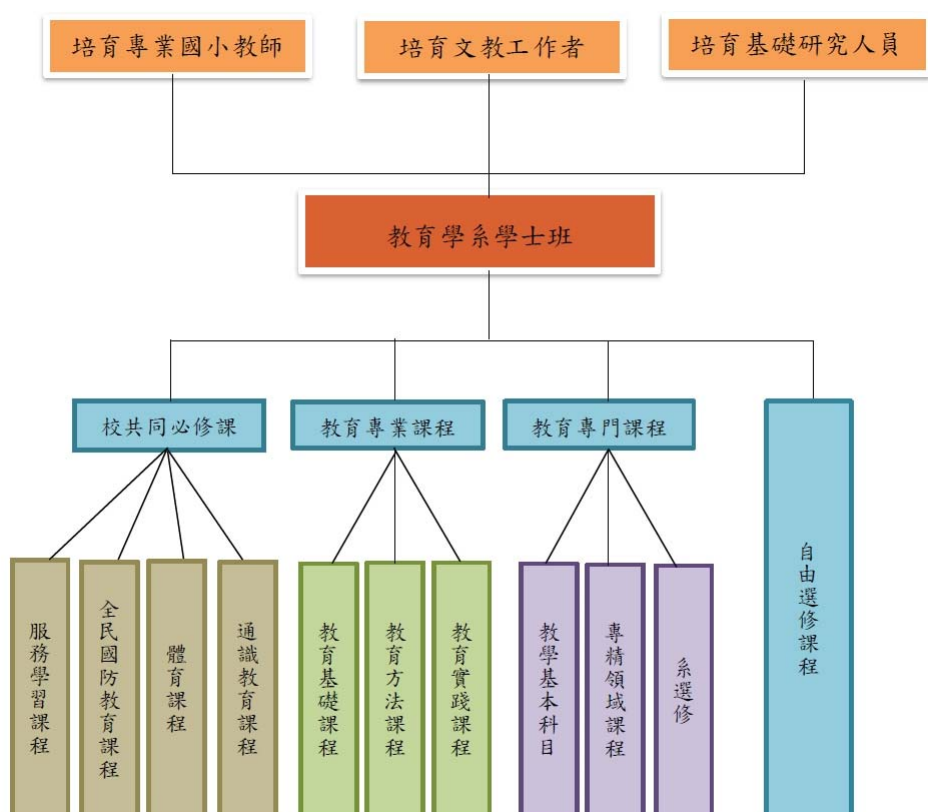 培育專業國小教師
培育文教工作者
培育基礎研究人員
教育學系學士班
校共同必修課
教育專業課程
教育專門課程
自由選修課程
服務學習課程
全民國防教育課程
體育課程
通識教育課程
教育基礎課程
教育方法課程
教育實踐課程
教學基本科目
專精領域課程
系選修